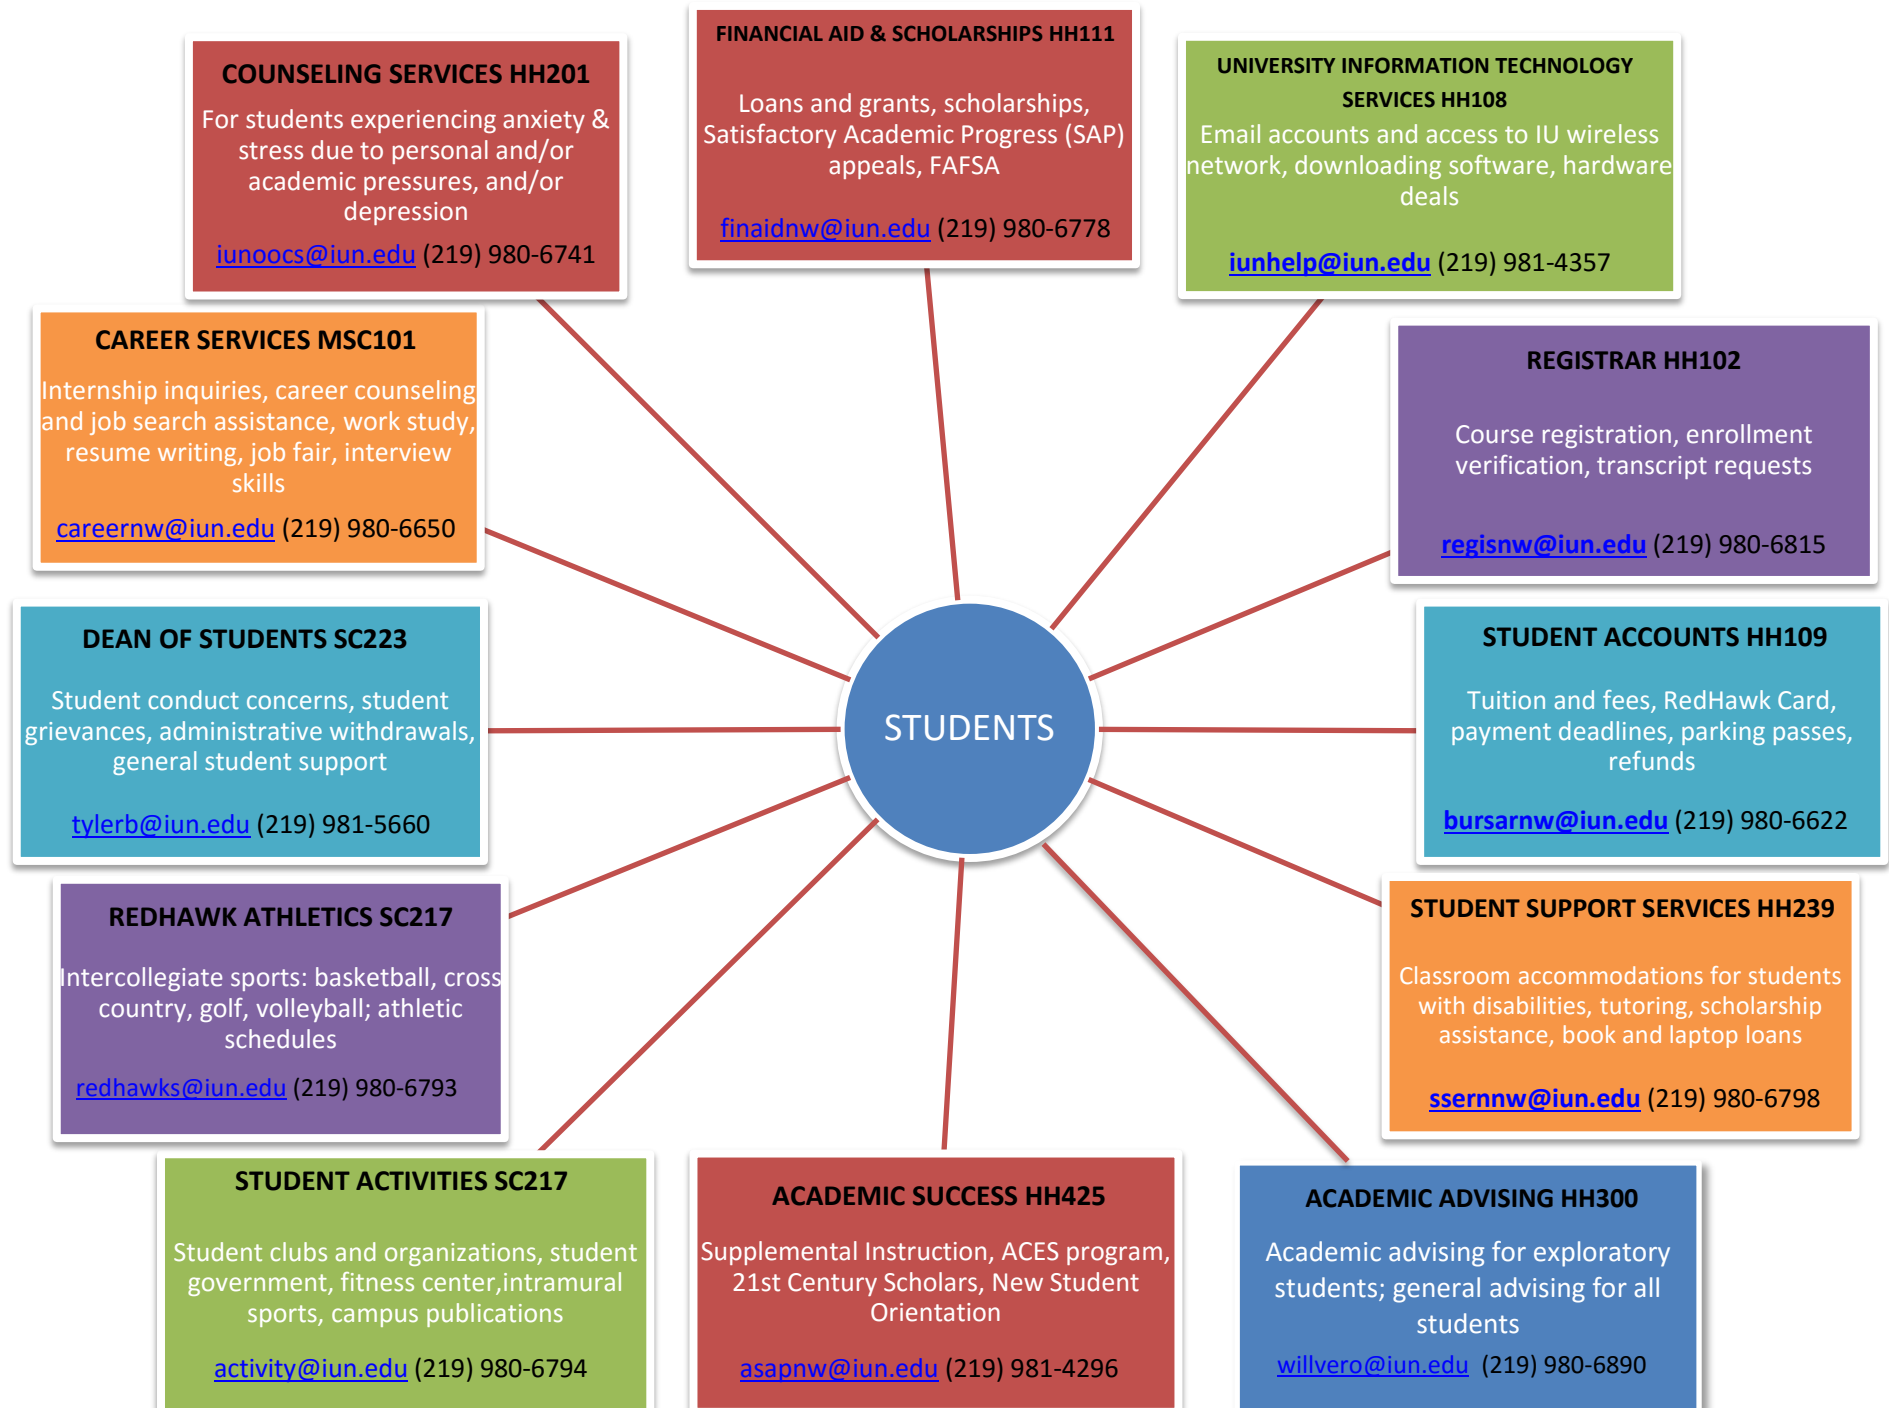 FINANCIAL AID & SCHOLARSHIPS HH111
Loans and grants, scholarships,
Satisfactory Academic Progress (SAP)
appeals, FAFSA
finaidnw@iun.edu (219) 980-6778
COUNSELING SERVICES HH201
For students experiencing anxiety &
stress due to personal and/or
academic pressures, and/or
depression
iunoocs@iun.edu (219) 980-6741
UNIVERSITY INFORMATION TECHNOLOGY
SERVICES HH108
Email accounts and access to IU wireless
network, downloading software, hardware
deals
iunhelp@iun.edu (219) 981-4357
CAREER SERVICES MSC101
Internship inquiries, career counseling
and job search assistance, work study,
resume writing, job fair, interview
skills
careernw@iun.edu (219) 980-6650
REGISTRAR HH102
Course registration, enrollment
verification, transcript requests
regisnw@iun.edu (219) 980-6815
DEAN OF STUDENTS SC223
Student conduct concerns, student
grievances, administrative withdrawals,
general student support
tylerb@iun.edu (219) 981-5660
STUDENTS
STUDENT ACCOUNTS HH109
Tuition and fees, RedHawk Card,
payment deadlines, parking passes,
refunds
bursarnw@iun.edu (219) 980-6622
REDHAWK ATHLETICS SC217
Intercollegiate sports: basketball, cross
country, golf, volleyball; athletic
schedules
redhawks@iun.edu (219) 980-6793
STUDENT SUPPORT SERVICES HH239
Classroom accommodations for students
with disabilities, tutoring, scholarship
assistance, book and laptop loans
ssernnw@iun.edu (219) 980-6798
STUDENT ACTIVITIES SC217
Student clubs and organizations, student
government, fitness center,intramural
sports, campus publications
activity@iun.edu (219) 980-6794
ACADEMIC SUCCESS HH425
Supplemental Instruction, ACES program,
21st Century Scholars, New Student
Orientation
asapnw@iun.edu (219) 981-4296
ACADEMIC ADVISING HH300
Academic advising for exploratory
students; general advising for all
students
willvero@iun.edu (219) 980-6890